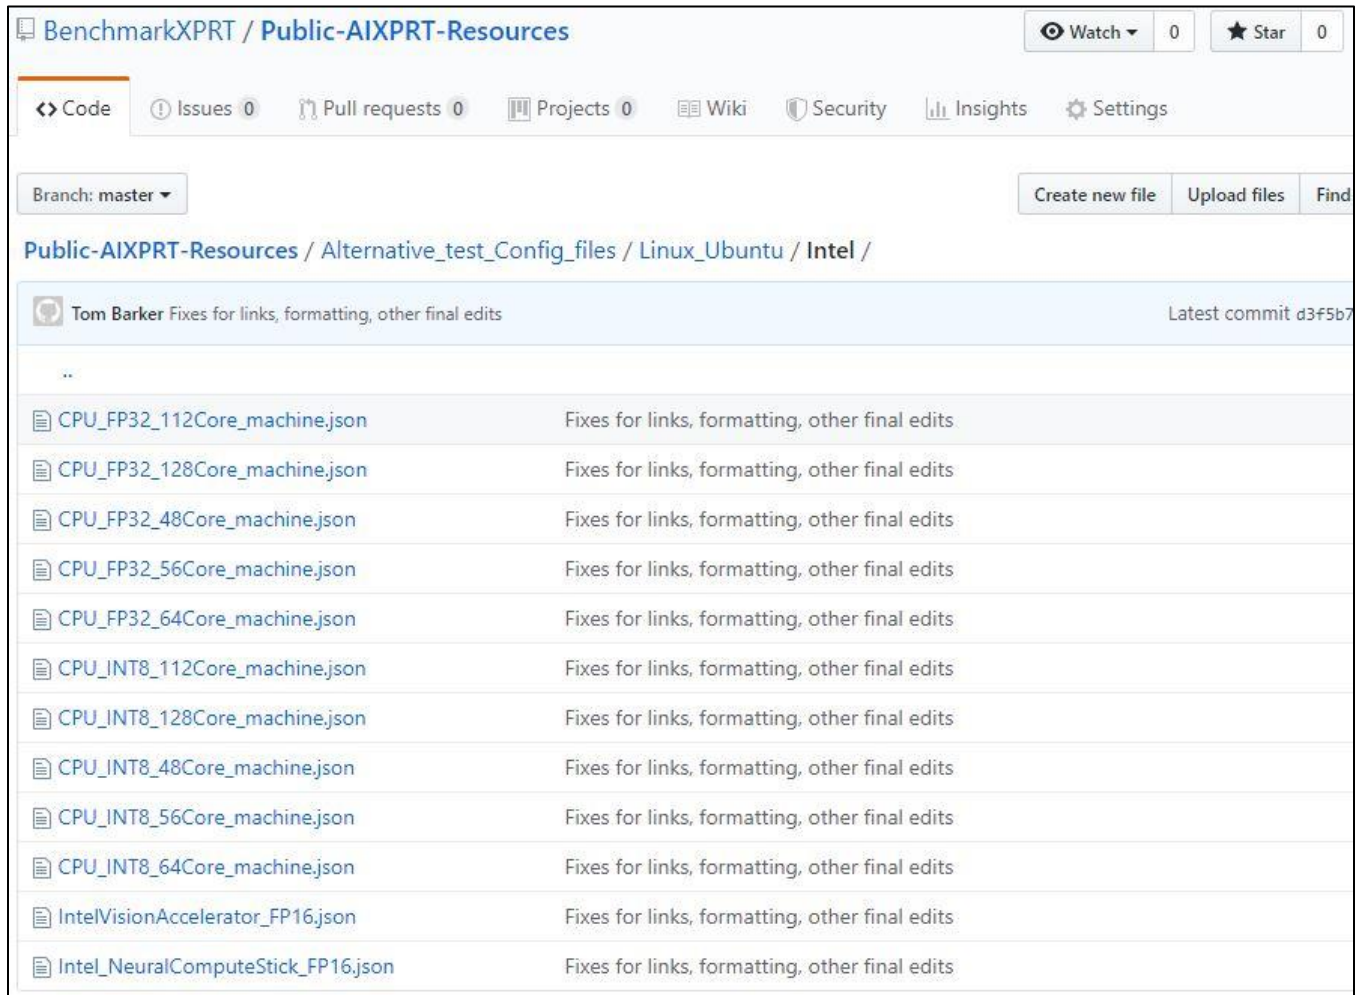 BenchmarkXPRT / Public-AIXPRT-Resources Watch 0 Star 0
Code Issues 0 Pull requests 0 Projects 0 Wiki Security Insights Settings
Branch: master Create new file Upload files Find
Public-AIXPRT-Resources / Alternative_test_Config_files / Linux_Ubuntu / Intel /
Tom Barker Fixes for links, formatting, other final edits Latest commit d3f5b7
..
CPU_FP32_112Core_machine.json Fixes for links, formatting, other final edits
CPU_FP32_128Core_machine.json Fixes for links, formatting, other final edits
CPU_FP32_48Core_machine.json Fixes for links, formatting, other final edits
CPU_FP32_56Core_machine.json Fixes for links, formatting, other final edits
CPU_FP32_64Core_machine.json Fixes for links, formatting, other final edits
CPU_INT8_112Core_machine.json Fixes for links, formatting, other final edits
CPU_INT8_128Core_machine.json Fixes for links, formatting, other final edits
CPU_INT8_48Core_machine.json Fixes for links, formatting, other final edits
CPU_INT8_56Core_machine.json Fixes for links, formatting, other final edits
CPU_INT8_64Core_machine.json Fixes for links, formatting, other final edits
IntelVisionAccelerator_FP16.json Fixes for links, formatting, other final edits
Intel_NeuralComputeStick_FP16.json Fixes for links, formatting, other final edits